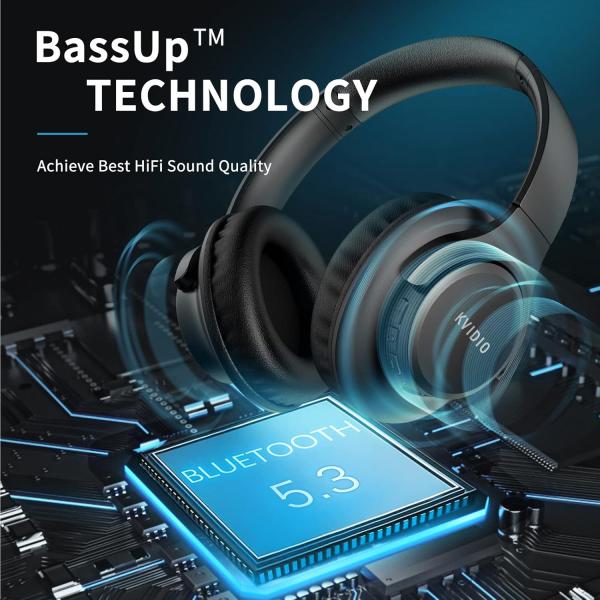 BassUp™
TECHNOLOGY
Achieve Best HiFi Sound Quality
KVIDIO
BLUETOOTH
5.3